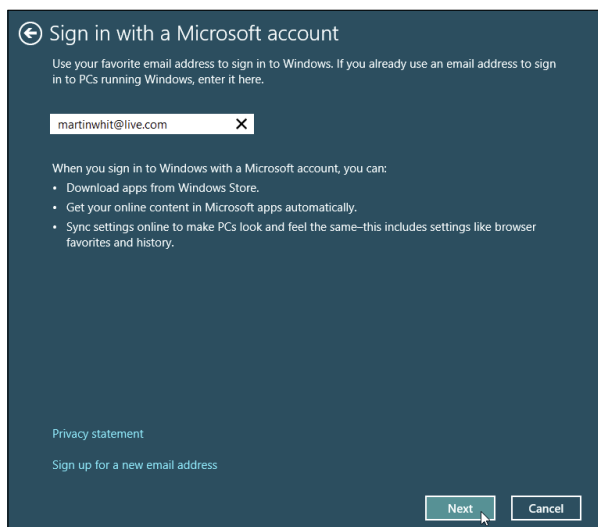 Sign in with a Microsoft account
Use your favorite email address to sign in to Windows. If you already use an email address to sign
in to PCs running Windows, enter it here.
martinwhit@live.com
When you sign in to Windows with a Microsoft account, you can:
• Download apps from Windows Store.
• Get your online content in Microsoft apps automatically.
• Sync settings online to make PCs look and feel the same–this includes settings like browser
favorites and history.
Privacy statement
Sign up for a new email address
Next Cancel